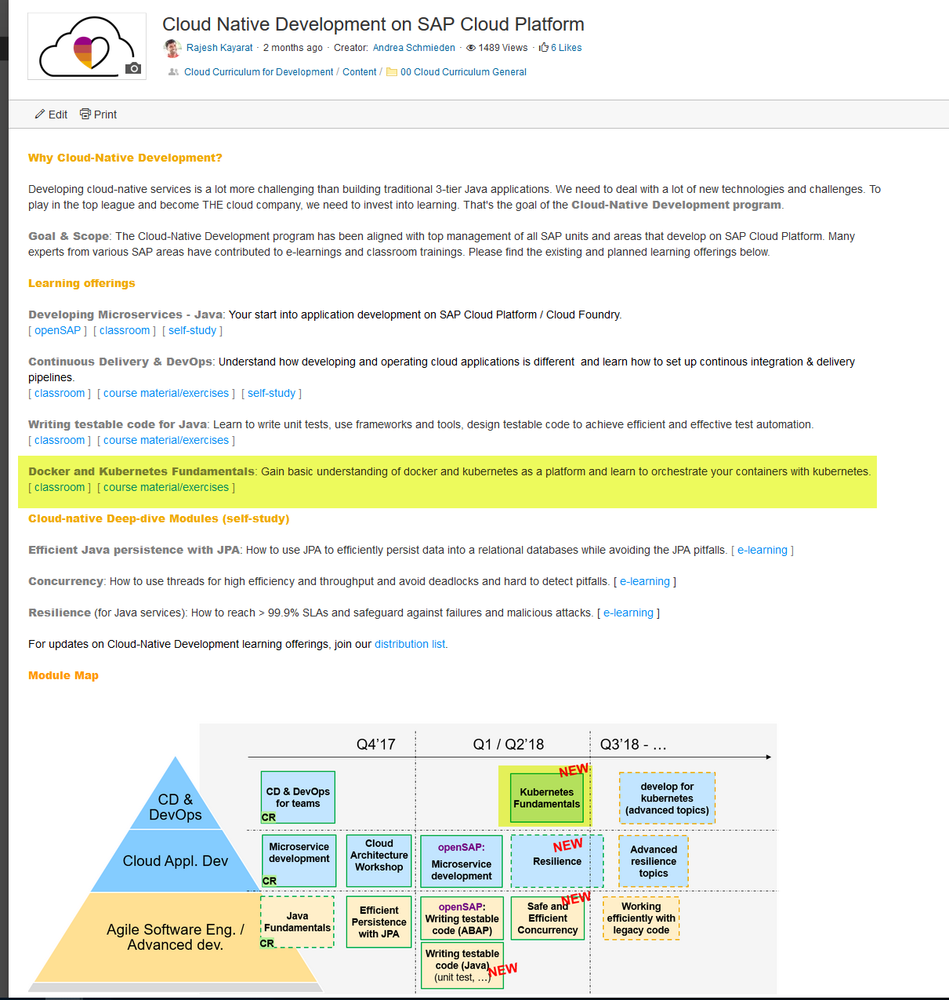 Cloud Native Development on SAP Cloud Platform
Rajesh Kayarat · 2 months ago · Creator: Andrea Schmieden · 1489 Views · 6 Likes
Cloud Curriculum for Development / Content / 00 Cloud Curriculum General
Edit Print
Why Cloud-Native Development?
Developing cloud-native services is a lot more challenging than building traditional 3-tier Java applications. We need to deal with a lot of new technologies and challenges. To
play in the top league and become THE cloud company, we need to invest into learning. That's the goal of the Cloud-Native Development program.
Goal & Scope: The Cloud-Native Development program has been aligned with top management of all SAP units and areas that develop on SAP Cloud Platform. Many
experts from various SAP areas have contributed to e-learnings and classroom trainings. Please find the existing and planned learning offerings below.
Learning offerings
Developing Microservices - Java: Your start into application development on SAP Cloud Platform / Cloud Foundry.
[ openSAP ] [ classroom ] [ self-study ]
Continuous Delivery & DevOps: Understand how developing and operating cloud applications is different and learn how to set up continous integration & delivery
pipelines.
[ classroom ] [ course material/exercises ] [ self-study ]
Writing testable code for Java: Learn to write unit tests, use frameworks and tools, design testable code to achieve efficient and effective test automation.
[ classroom ] [ course material/exercises ]
Docker and Kubernetes Fundamentals: Gain basic understanding of docker and kubernetes as a platform and learn to orchestrate your containers with kubernetes.
[ classroom ] [ course material/exercises ]
Cloud-native Deep-dive Modules (self-study)
Efficient Java persistence with JPA: How to use JPA to efficiently persist data into a relational databases while avoiding the JPA pitfalls. [ e-learning ]
Concurrency: How to use threads for high efficiency and throughput and avoid deadlocks and hard to detect pitfalls. [ e-learning ]
Resilience (for Java services): How to reach > 99.9% SLAs and safeguard against failures and malicious attacks. [ e-learning ]
For updates on Cloud-Native Development learning offerings, join our distribution list.
Module Map
Q4'17 Q1 / Q2'18 Q3'18 - ...
CD &
DevOps
CD & DevOps
for teams
CR
NEW
Kubernetes
Fundamentals
develop for
kubernetes
(advanced topics)
Cloud Appl. Dev
Microservice
development
CR
Cloud
Architecture
Workshop
openSAP:
Microservice
development
NEW
Resilience
Advanced
resilience
topics
Agile Software Eng. /
Advanced dev.
Java
Fundamentals
CR
Efficient
Persistence
with JPA
openSAP:
Writing testable
code (ABAP)
NEW
Safe and
Efficient
Concurrency
Working
efficiently with
legacy code
Writing testable
code (Java)
(unit test, ...)
NEW